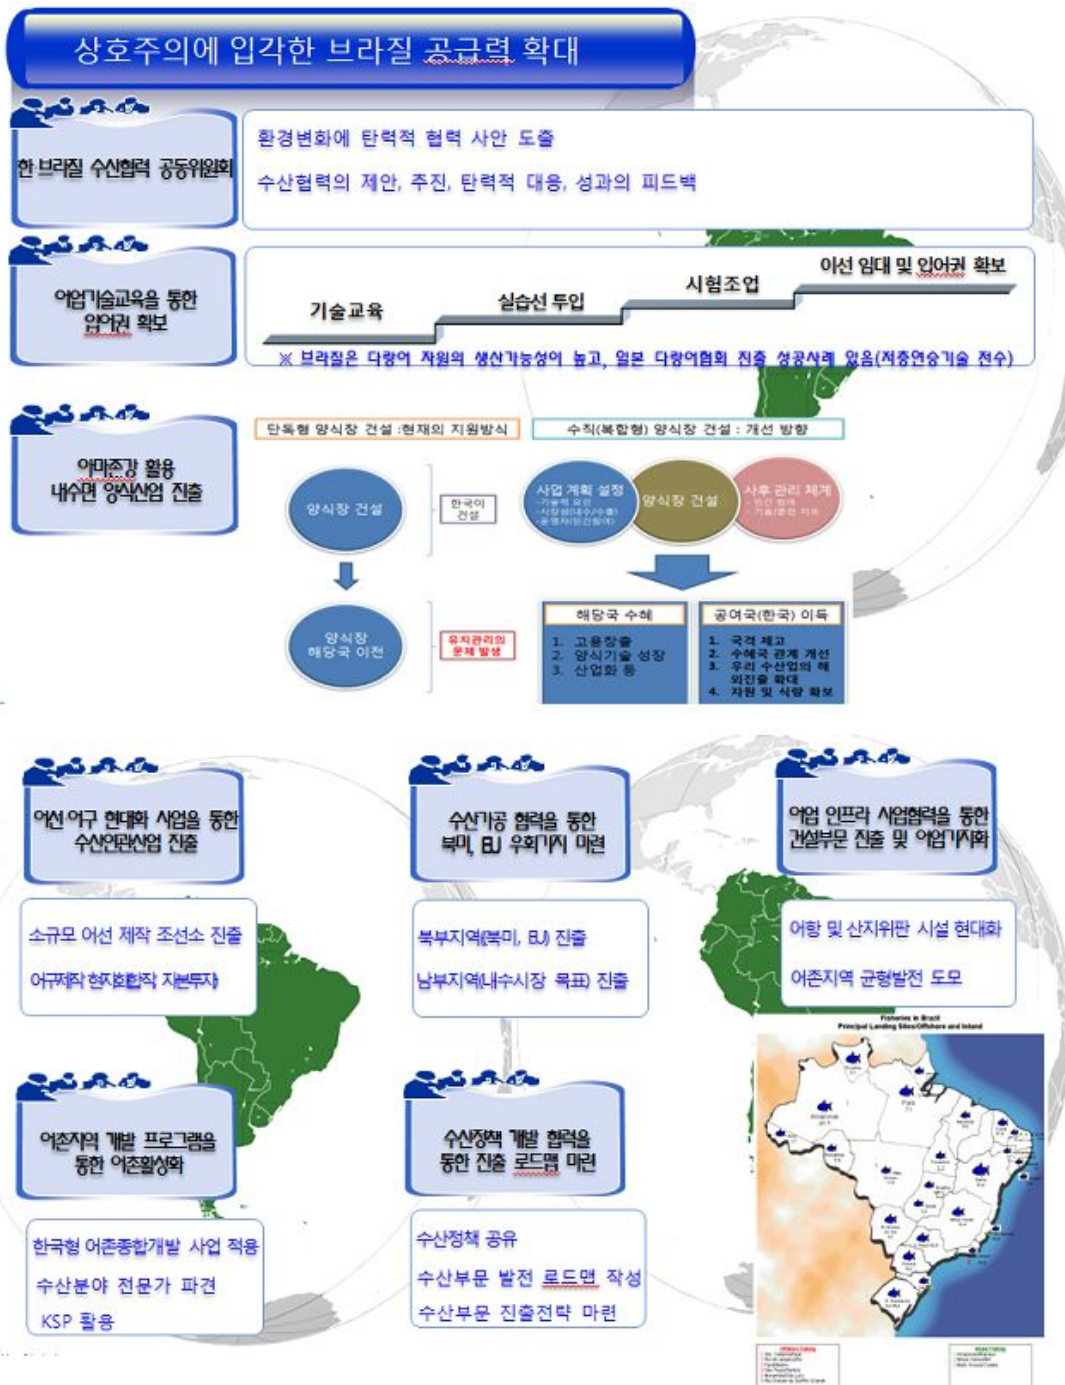 상호주의에 입각한 브라질 공급력 확대
한·브라질 수산협력 공동위원회
환경변화에 탄력적 협력 사안 도출
수산협력의 제안, 추진, 탄력적 대응, 성과의 피드백
어업기술교육을 통한
입어권 확보
기술교육
실습선 투입
시험조업
어선 임대 및 입어권 확보
※ 브라질은 다랑어 자원의 생산가능성이 높고, 일본 다랑어협회 진출 성공사례 있음(저층연승기술 전수)
아마존강 활용
내수면 양식산업 진출
단독형 양식장 건설 :현재의 지원방식
양식장 건설
한국이
건설
양식장
해당국 이전
유지관리의
문제 발생
수직(복합형) 양식장 건설 : 개선 방향
사업 계획 설정
-기술적 요인
-시장성(내수/수출)
-운영자(민간참여)
양식장 건설
사후 관리 체계
- 민간 참여
해당국 수혜
1. 고용창출
2. 양식기술 성장
3. 산업화 등
공여국(한국) 이득
1. 국격 제고
2. 수혜국 관계 개선
3. 우리 수산업의 해
외진출 확대
4. 자원 및 식량 확보
어선·어구 현대화 사업을 통한
수산연관산업 진출
소규모 어선 제작 조선소 진출
어구제작 현지화(합작 자본투자)
수산가공 협력을 통한
북미, EU 우회기지 마련
북부지역(북미, EU) 진출
남부지역(내수시장 목표) 진출
어업 인프라 사업협력을 통한
건설부문 진출 및 어업기지화
어항 및 산지위판 시설 현대화
어촌지역 균형발전 도모
어촌지역 개발 프로그램을
통한 어촌활성화
한국형 어촌종합개발 사업 적용
수산분야 전문가 파견
KSP 활용
수산정책 개발 협력을
통한 진출 로드맵 마련
수산정책 공유
수산부문 발전 로드맵 작성
수산부문 진출전략 마련
Fisheries in Brazil
Principal Landing Sites/Offshore and Inland